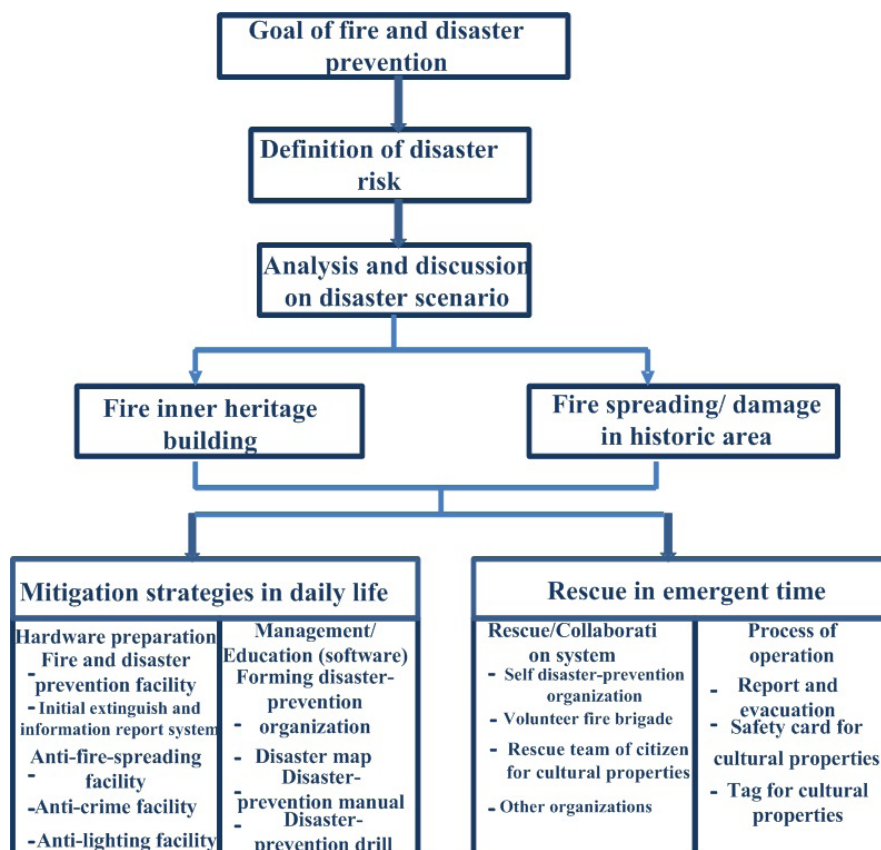 Goal of fire and disaster
prevention
Definition of disaster
risk
Analysis and discussion
on disaster scenario
Fire inner heritage
building
Fire spreading/ damage
in historic area
Mitigation strategies in daily life
Hardware preparation
Fire and disaster
-
prevention facility
- Initial extinguish and
information report system
Anti-fire-spreading
-
facility
-Anti-crime facility
-Anti-lighting facility
Management/
Education (software)
Forming disaster-
prevention
- organization
- Disaster map
Disaster-
-
prevention manual
- Disaster-
prevention drill
Rescue in emergent time
Rescue/Collaborati
on system
- Self disaster-prevention
organization
- Volunteer fire brigade
- Rescue team of citizen
for cultural properties
- Other organizations
Process of
operation
- Report and
evacuation
- Safety card for
cultural properties
- Tag for cultural
properties